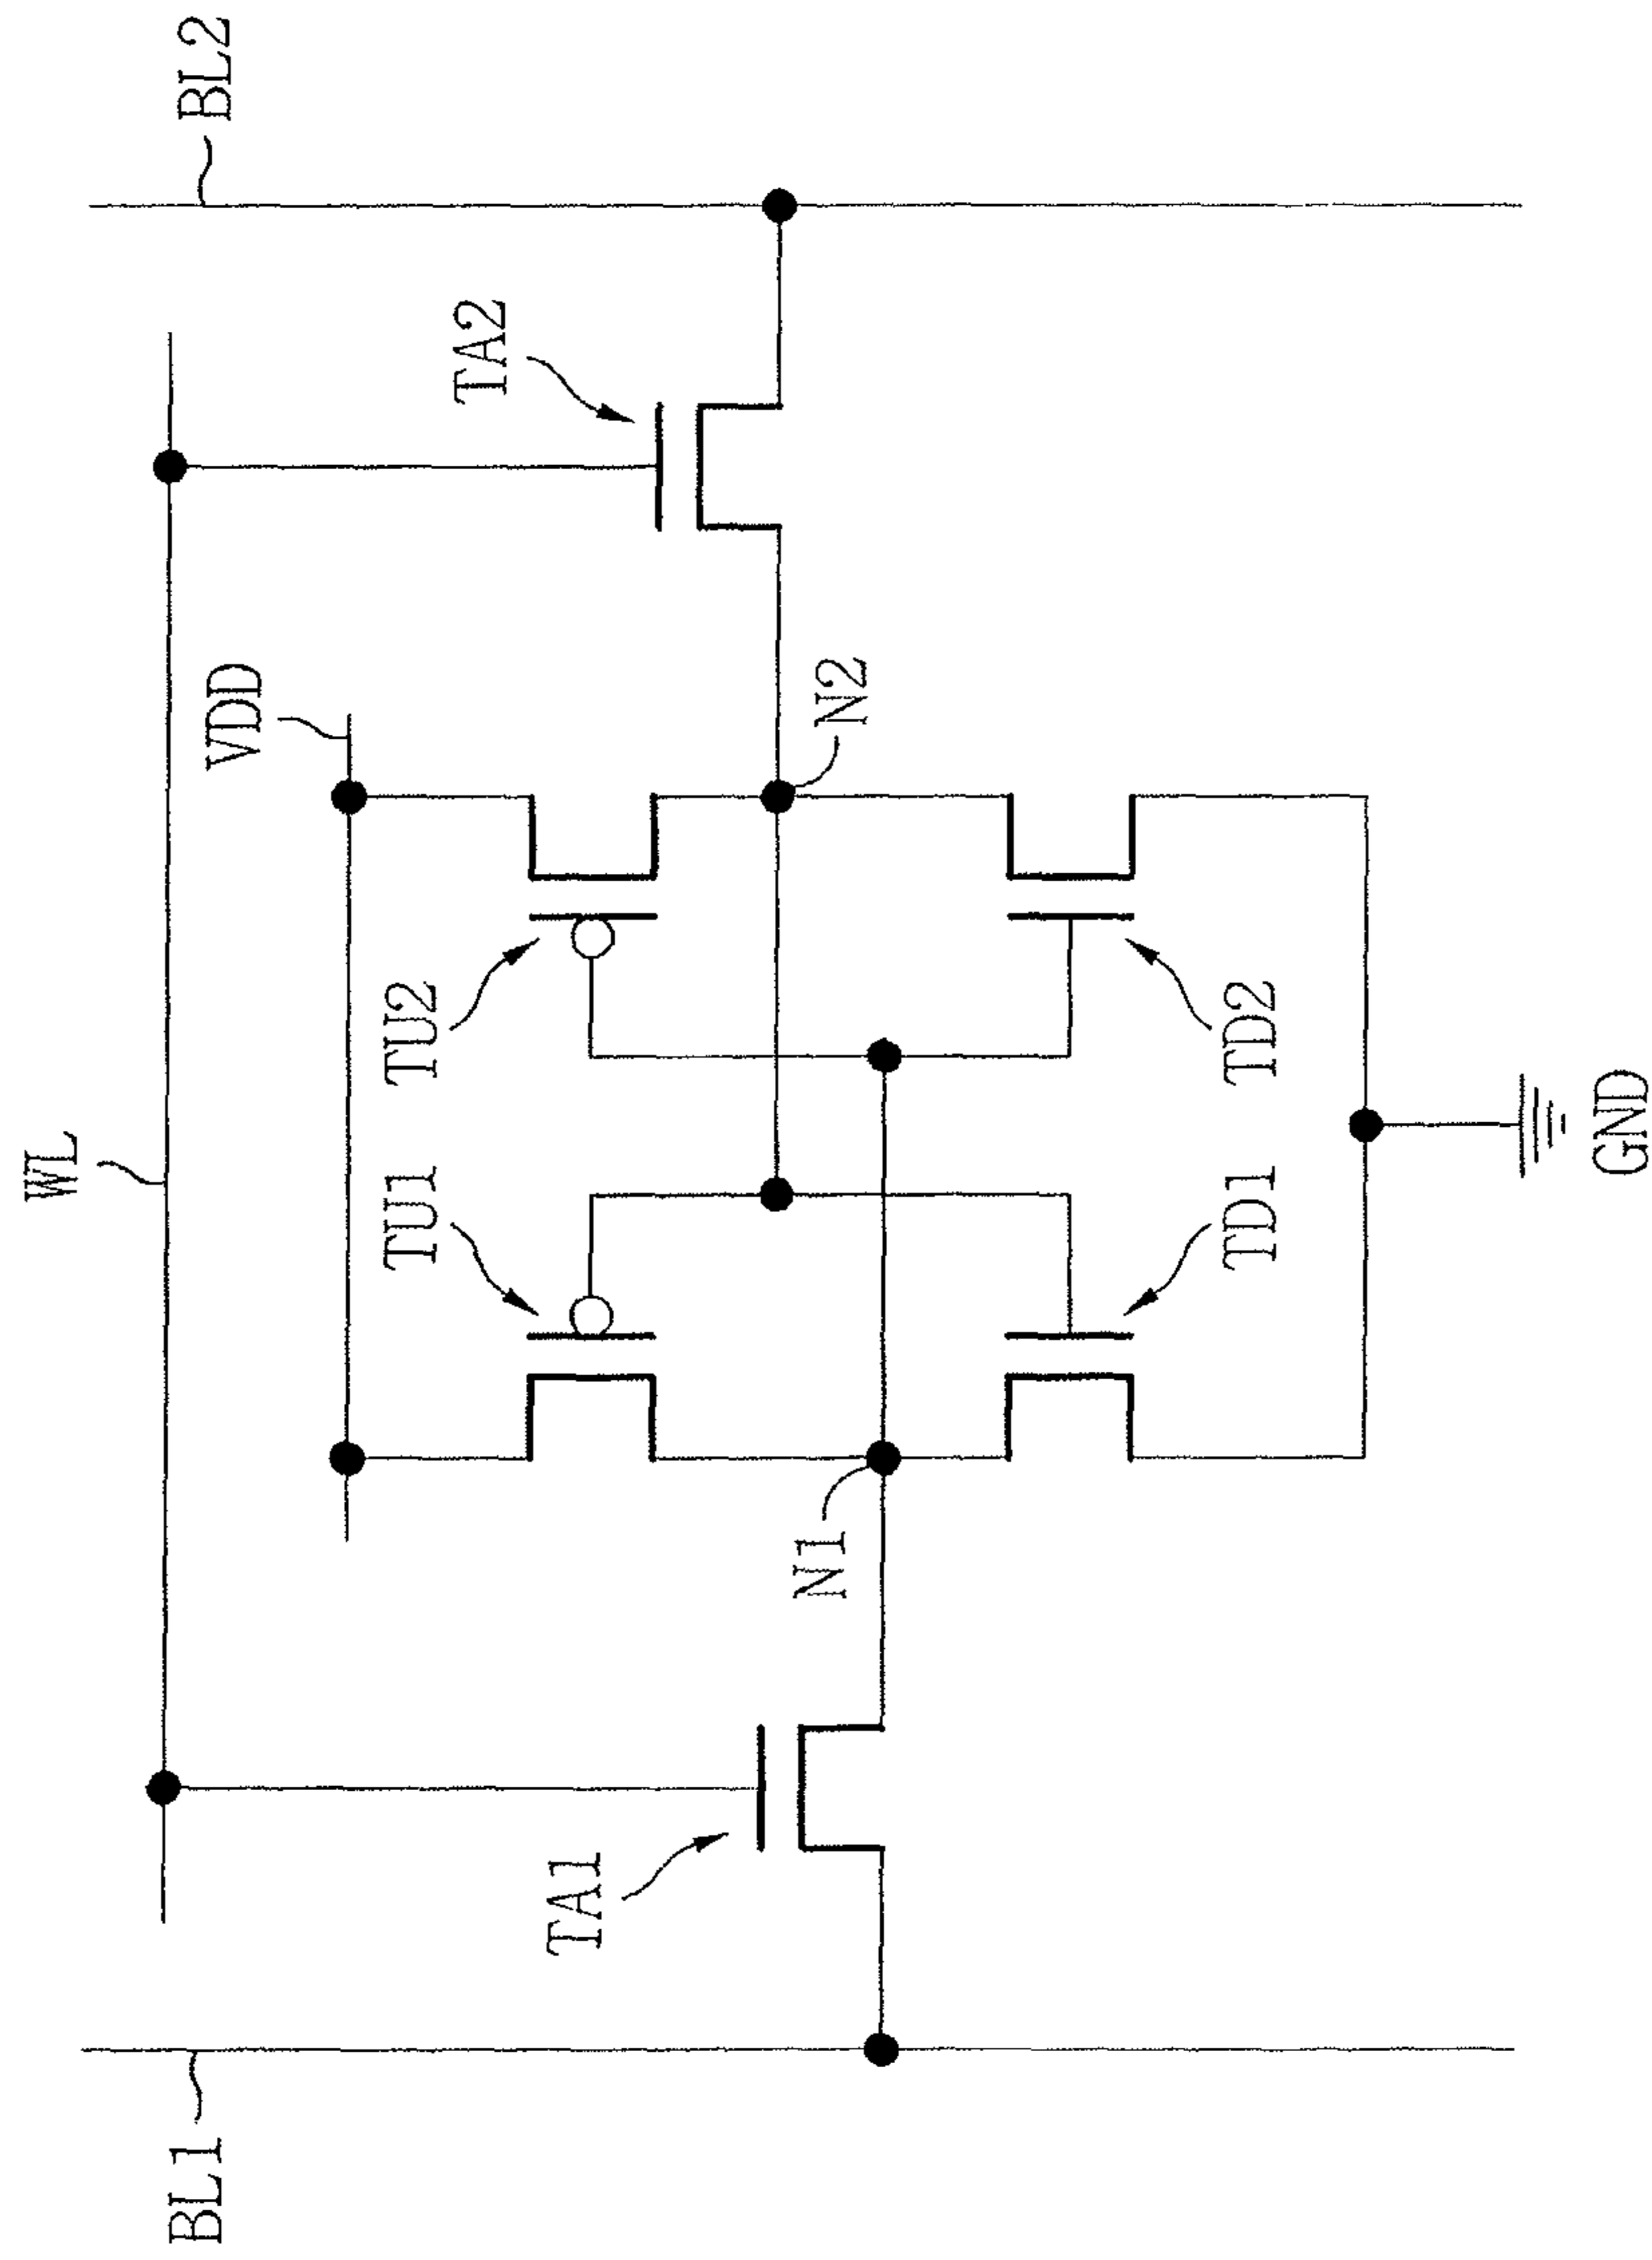 WL
VDD
TA2
BL2
TU1
TU2
TA1
N1
N2
BL1
TD1
TD2
GND